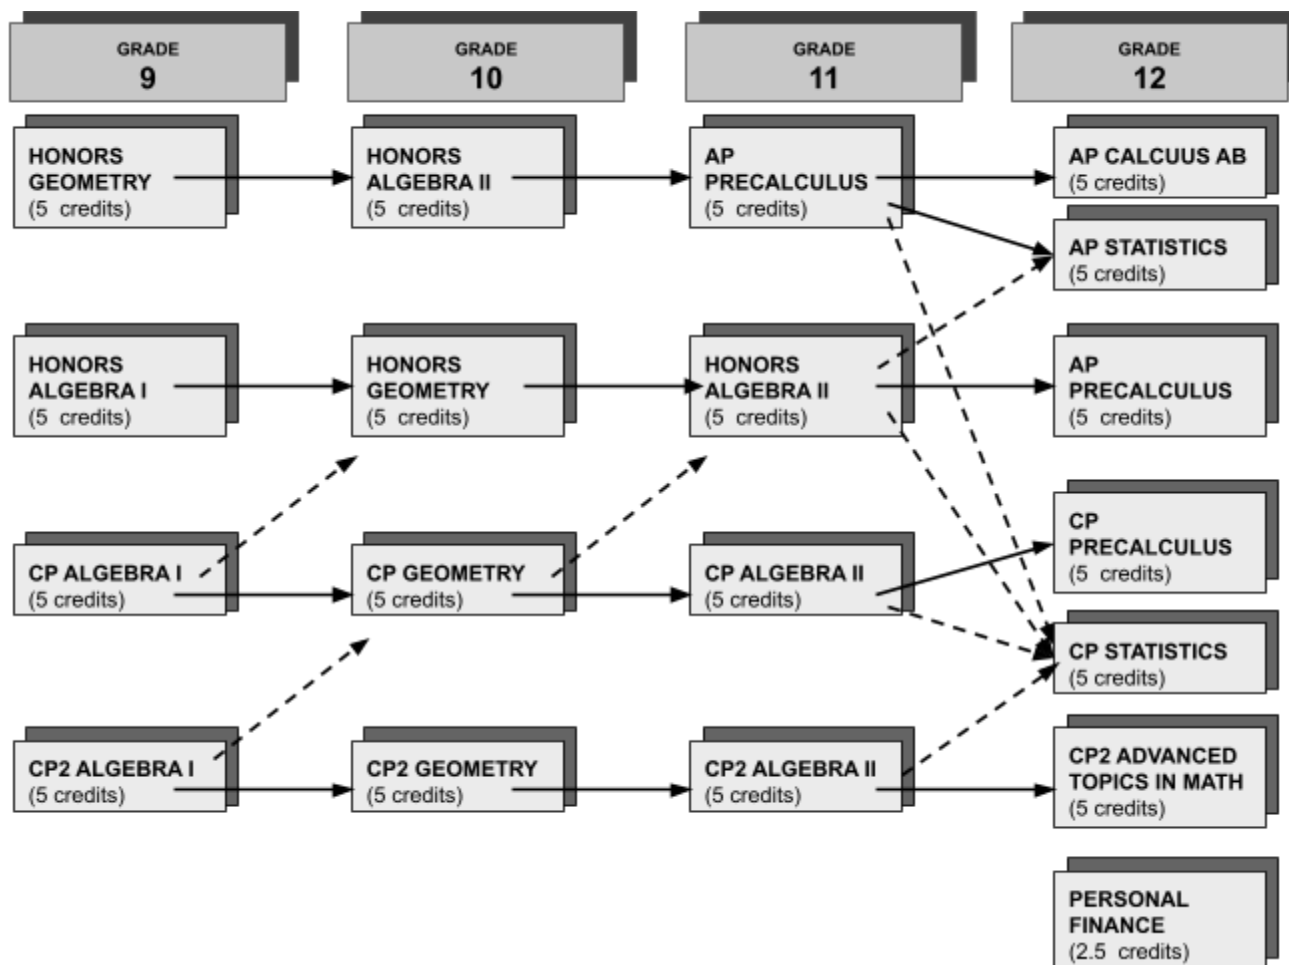 GRADE
9
GRADE
10
GRADE
11
GRADE
12
HONORS
GEOMETRY
(5 credits)
HONORS
ALGEBRA II
(5 credits)
AP
PRECALCULUS
(5 credits)
AP CALCUUS AB
(5 credits)
AP STATISTICS
(5 credits)
HONORS
ALGEBRA I
(5 credits)
HONORS
GEOMETRY
(5 credits)
HONORS
ALGEBRA II
(5 credits)
AP
PRECALCULUS
(5 credits)
CP ALGEBRA I
(5 credits)
CP GEOMETRY
(5 credits)
CP ALGEBRA II
(5 credits)
CP
PRECALCULUS
(5 credits)
CP STATISTICS
(5 credits)
CP2 ALGEBRA I
(5 credits)
CP2 GEOMETRY
(5 credits)
CP2 ALGEBRA II
(5 credits)
CP2 ADVANCED
TOPICS IN MATH
(5 credits)
PERSONAL
FINANCE
(2.5 credits)